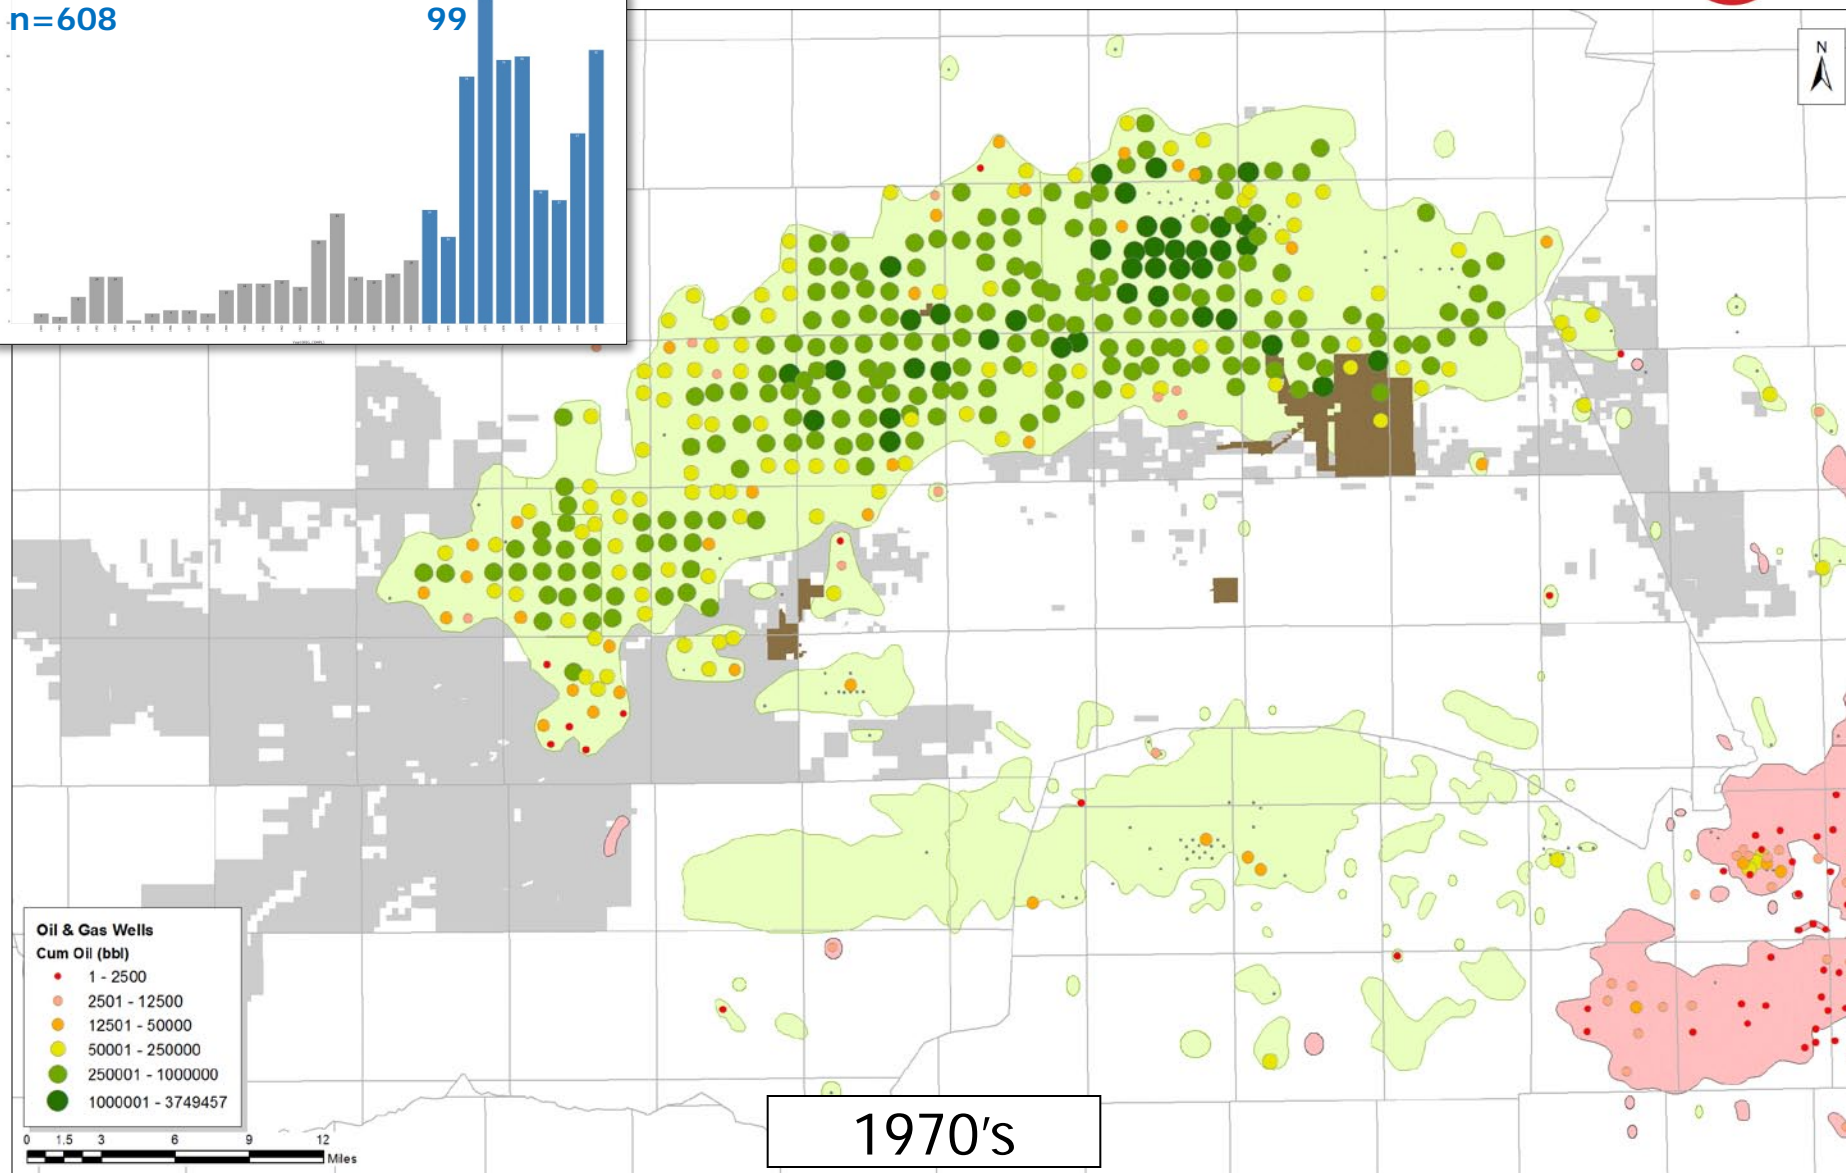 n=608
99
N
Oil & Gas Wells
Cum Oil (bbl)
1 - 2500
2501 - 12500
12501 - 50000
50001 - 250000
250001 - 1000000
1000001 - 3749457
0 1.5 3 6 9 12
Miles
1970's